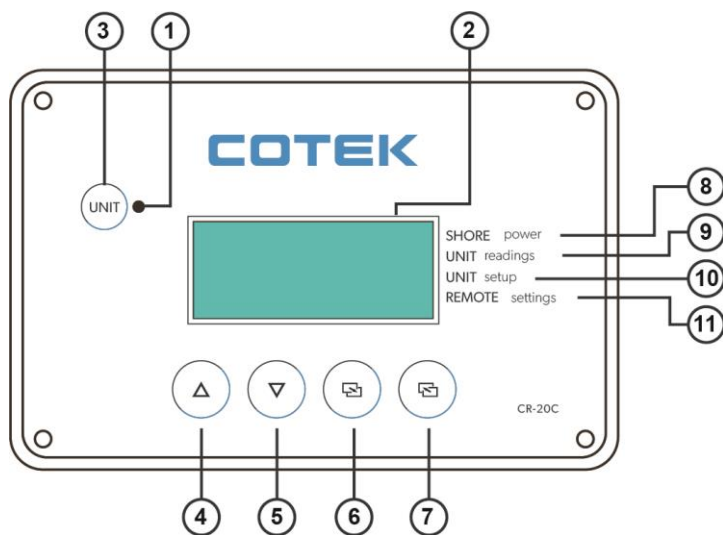 3
1
2
COTEK
UNIT
SHORE power
UNIT readings
UNIT setup
REMOTE settings
8
9
10
11
CR-20C
4
5
6
7